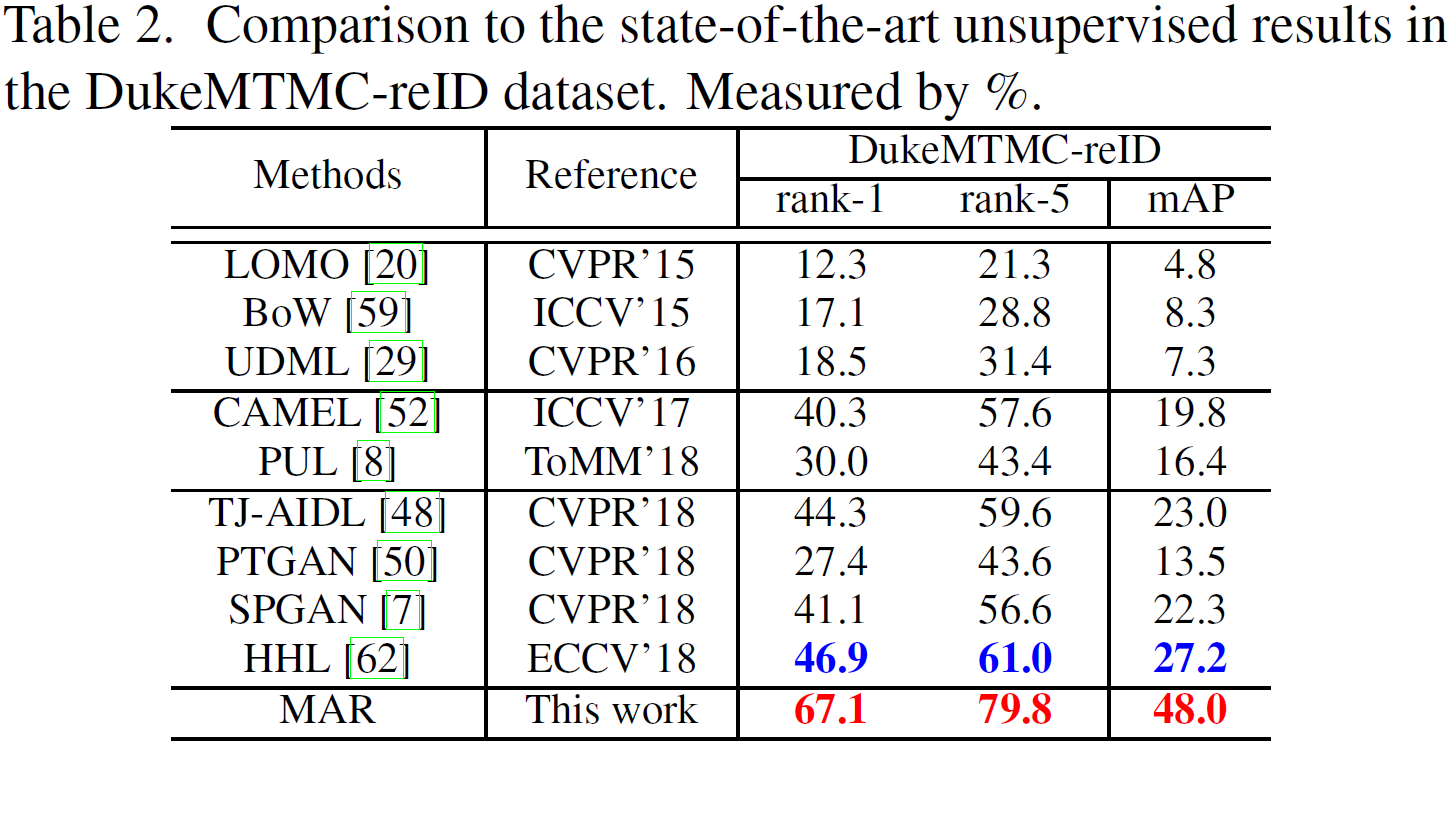 Table 2. Comparison to the state-of-the-art unsupervised results in
the DukeMTMC-reID dataset. Measured by %.
Methods Reference DukeMTMC-reID
rank-1 rank-5 mAP
LOMO [20] CVPR’15 12.3 21.3 4.8
BoW [59] ICCV’15 17.1 28.8 8.3
UDML [29] CVPR’16 18.5 31.4 7.3
CAMEL [52] ICCV’17 40.3 57.6 19.8
PUL [8] ToMM’18 30.0 43.4 16.4
TJ-AIDL [48] CVPR’18 44.3 59.6 23.0
PTGAN [50] CVPR’18 27.4 43.6 13.5
SPGAN [7] CVPR’18 41.1 56.6 22.3
HHL [62] ECCV’18 46.9 61.0 27.2
MAR This work 67.1 79.8 48.0